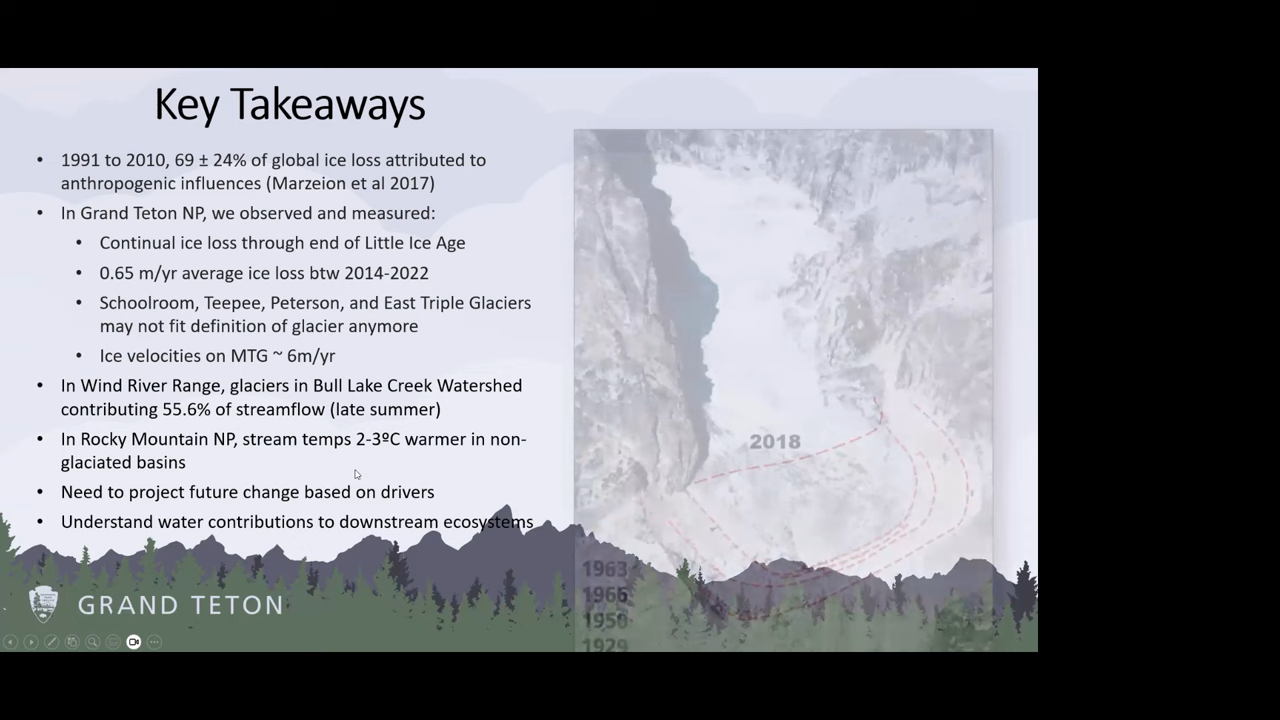 Key Takeaways
• 1991 to 2010, 69 ± 24% of global ice loss attributed to
anthropogenic influences (Marzeion et al 2017)
• In Grand Teton NP, we observed and measured:
• Continual ice loss through end of Little Ice Age
• 0.65 m/yr average ice loss btw 2014-2022
• Schoolroom, Teepee, Peterson, and East Triple Glaciers
may not fit definition of glacier anymore
• Ice velocities on MTG ~ 6m/yr
• In Wind River Range, glaciers in Bull Lake Creek Watershed
contributing 55.6% of streamflow (late summer)
• In Rocky Mountain NP, stream temps 2-3ºC warmer in non-
glaciated basins
• Need to project future change based on drivers
• Understand water contributions to downstream ecosystems
2018
1963
1966
1950
1929
GRAND TETON